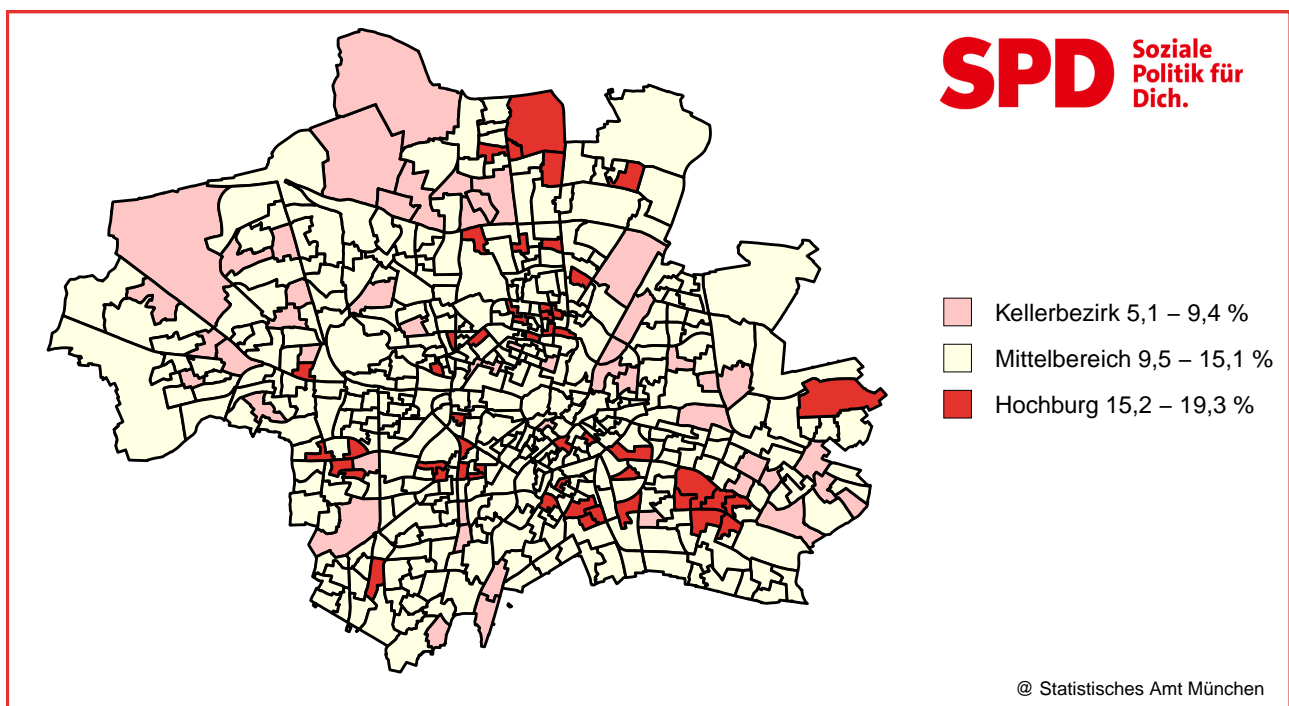 SPD
Soziale
Politik für
Dich.
Kellerbezirk 5,1 – 9,4 %
Mittelbereich 9,5 – 15,1 %
Hochburg 15,2 – 19,3 %
@ Statistisches Amt München